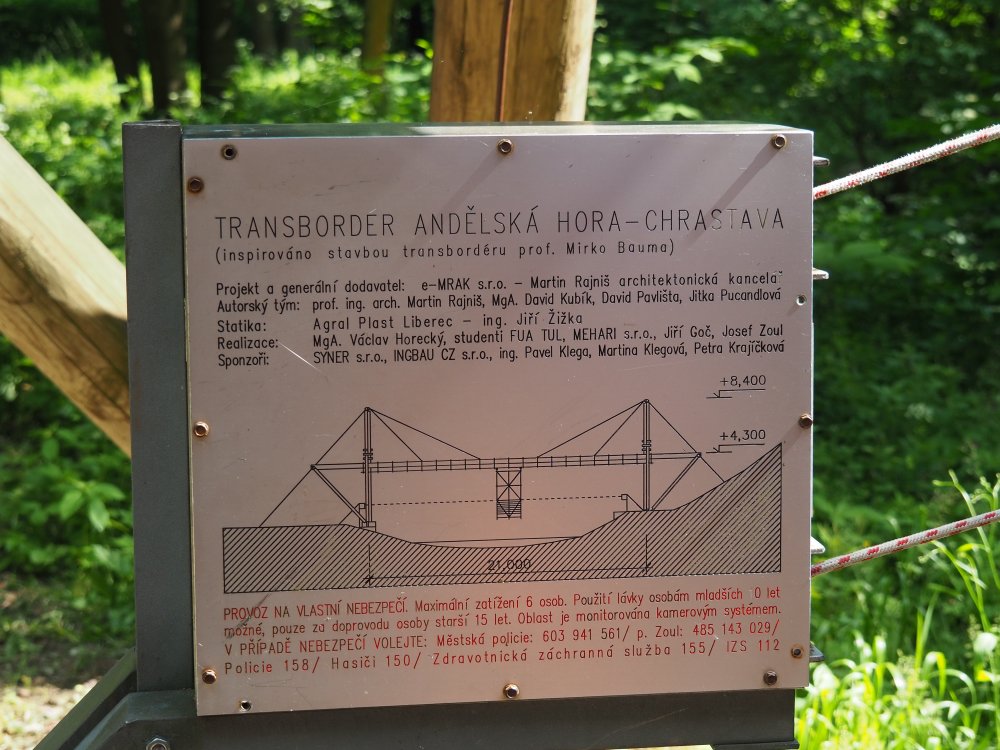 TRANSBORDER ANDĚLSKÁ HORA-CHRASTAVA
(inspirováno stavbou transbordéru prof. Mirko Bauma)
Projekt a generální dodavatel: e-MRAK s.r.o. - Martin Rajniš architektonická kancelář
Autorský tým: prof. ing. arch. Martin Rajniš, MgA. David Kubík, David Pavlišta, Jitka Pucandlová
Statika: Agral Plast Liberec - ing. Jiří Žižka
Realizace: MgA. Václav Horecký, studenti FUA TUL, MEHARI s.r.o., Jiří Goč, Josef Zoul
Sponzoři: SYNER s.r.o., INGBAU CZ s.r.o., ing. Pavel Klega, Martina Klegová, Petra Krajíčková
+8,400
+4,300
21,000
PROVOZ NA VLASTNÍ NEBEZPEČÍ. Maximální zatížení 6 osob. Použití lávky osobám mladších 0 let
možné, pouze za doprovodu osoby starší 15 let. Oblast je monitorována kamerovým systémem.
V PŘÍPADĚ NEBEZPEČÍ VOLEJTE: Městská policie: 603 941 561/ p. Zoul: 485 143 029/
Policie 158/ Hasiči 150/ Zdravotnická záchranná služba 155/ IZS 112